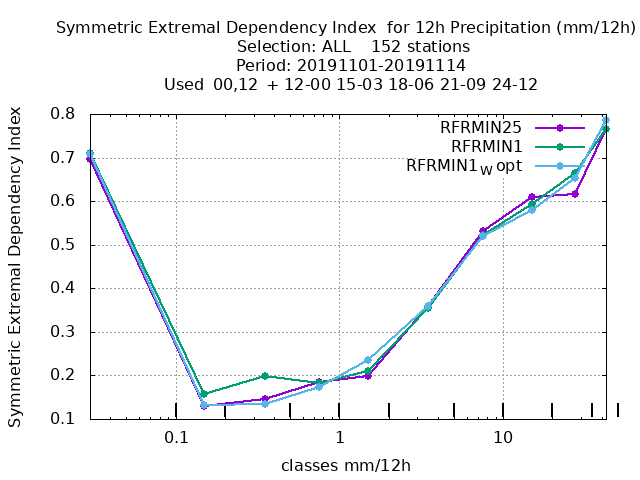 Symmetric Extremal Dependency Index  for 12h Precipitation (mm/12h)
Selection: ALL    152 stations
Period: 20191101-20191114
Used  00,12  + 12-00 15-03 18-06 21-09 24-12
Symmetric Extremal Dependency Index
0.8
0.7
0.6
0.5
0.4
0.3
0.2
0.1
RFRMIN25
RFRMIN1
RFRMIN1W opt
0.1 1 10
classes mm/12h